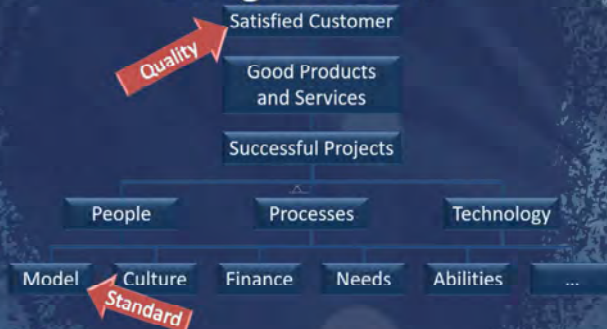 Satisfied Customer
Quality
Good Products
and Services
Successful Projects
People Processes Technology
Model Culture Finance Needs Abilities ...
Standard